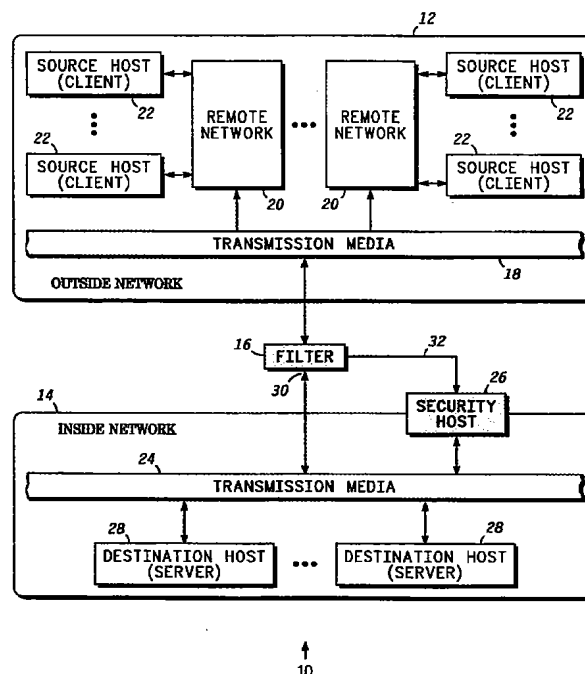 12
SOURCE HOST
(CLIENT)
22
REMOTE
NETWORK
20
REMOTE
NETWORK
20
SOURCE HOST
(CLIENT)
22
22
SOURCE HOST
(CLIENT)
22
SOURCE HOST
(CLIENT)
TRANSMISSION MEDIA
18
OUTSIDE NETWORK
16
FILTER
30
32
26
SECURITY
HOST
14
INSIDE NETWORK
24
TRANSMISSION MEDIA
28
DESTINATION HOST
(SERVER)
28
DESTINATION HOST
(SERVER)
10